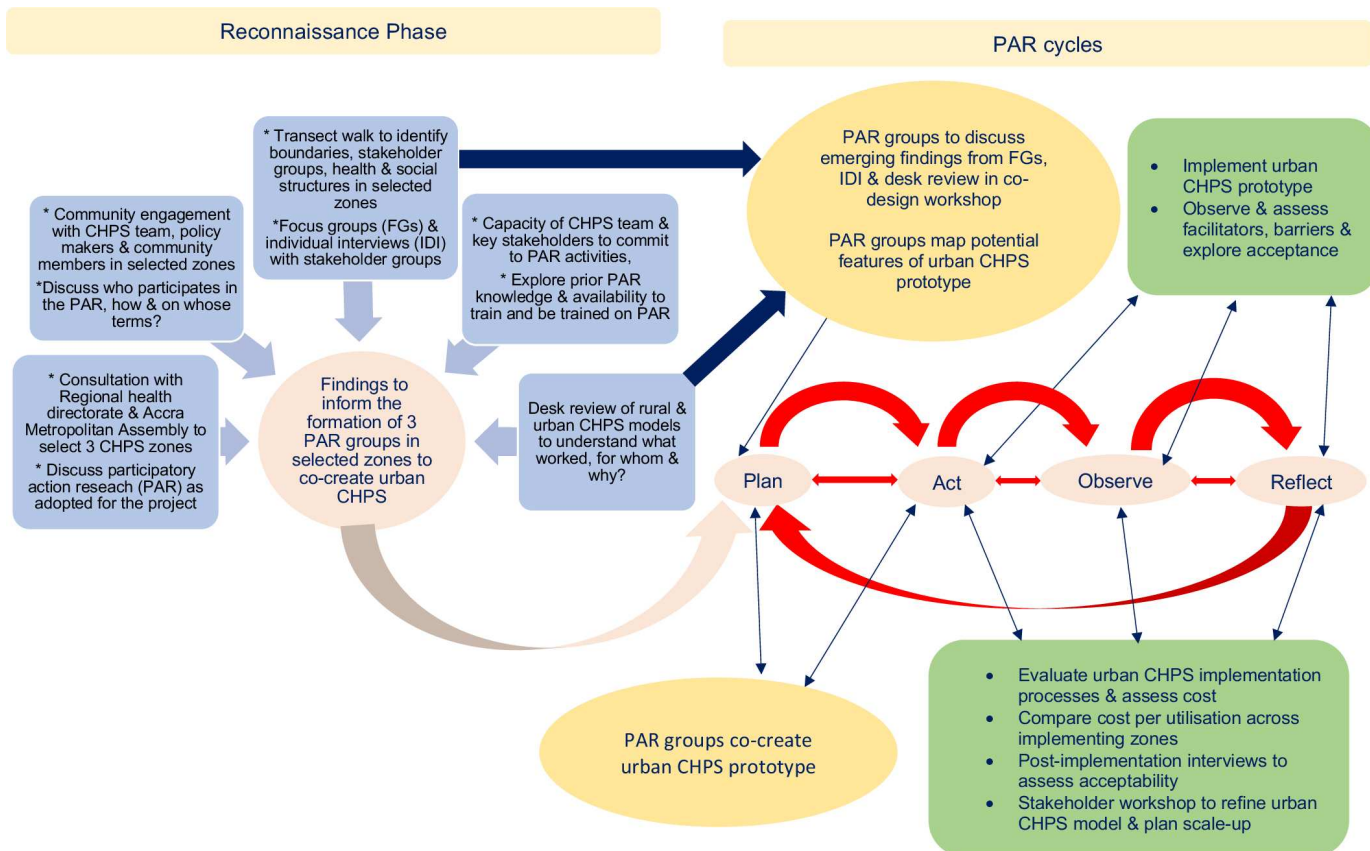 Reconnaissance Phase
PAR cycles
* Transect walk to identify
boundaries, stakeholder
groups, health & social
structures in selected
zones
*Focus groups (FGs) &
individual interviews (IDI)
with stakeholder groups
* Community engagement
with CHPS team, policy
makers & community
members in selected zones
*Discuss who participates in
the PAR, how & on whose
terms?
* Capacity of CHPS team &
key stakeholders to commit
to PAR activities,
* Explore prior PAR
knowledge & availability to
train and be trained on PAR
* Consultation with
Regional health
directorate & Accra
Metropolitan Assembly to
select 3 CHPS zones
* Discuss participatory
action reseach (PAR) as
adopted for the project
Findings to
inform the
formation of 3
PAR groups in
selected zones to
co-create urban
CHPS
Desk review of rural &
urban CHPS models
to understand what
worked, for whom &
why?
PAR groups to discuss
emerging findings from FGs,
IDI & desk review in co-
design workshop
PAR groups map potential
features of urban CHPS
prototype
• Implement urban
CHPS prototype
• Observe & assess
facilitators, barriers &
explore acceptance
Plan
Act
Observe
Reflect
PAR groups co-create
urban CHPS prototype
• Evaluate urban CHPS implementation
processes & assess cost
• Compare cost per utilisation across
implementing zones
• Post-implementation interviews to
assess acceptability
• Stakeholder workshop to refine urban
CHPS model & plan scale-up